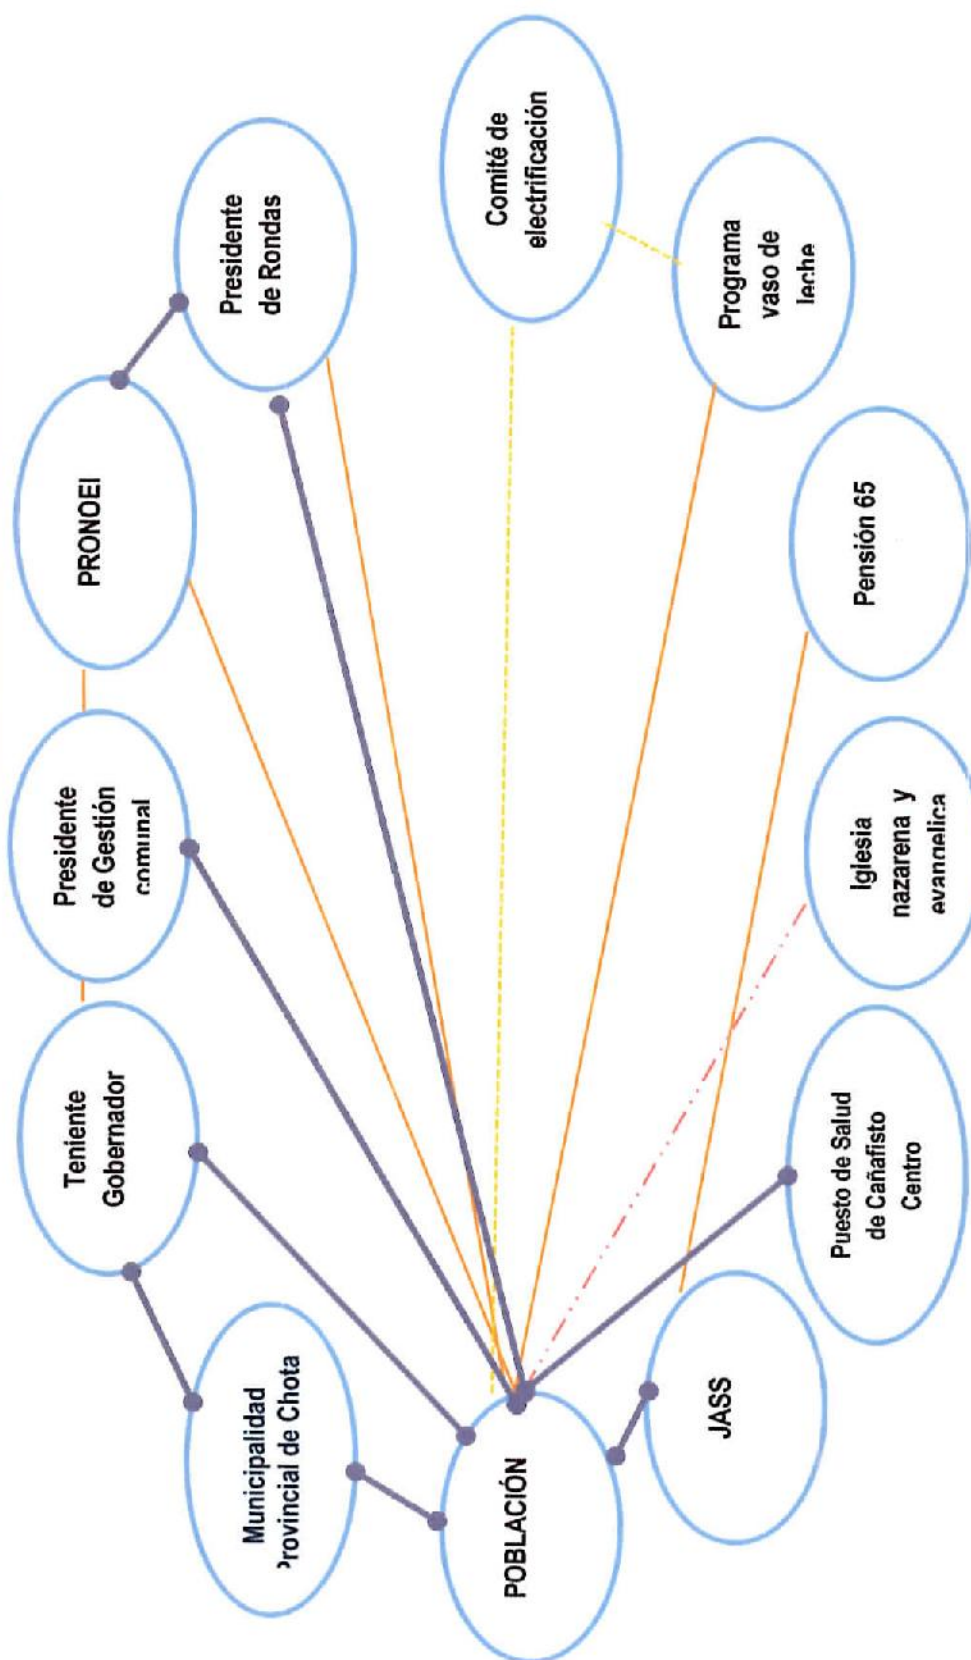 Teniente
Gobernador
Presidente
de Gestión
comunal
PRONOEI
Municipalidad
Provincial de Chota
Presidente
de Rondas
POBLACIÓN
Comité de
electrificación
JASS
Programa
vaso de
leche
Puesto de Salud
de Cañafisto
Centro
Iglesia
nazarena y
evangelica
Pensión 65